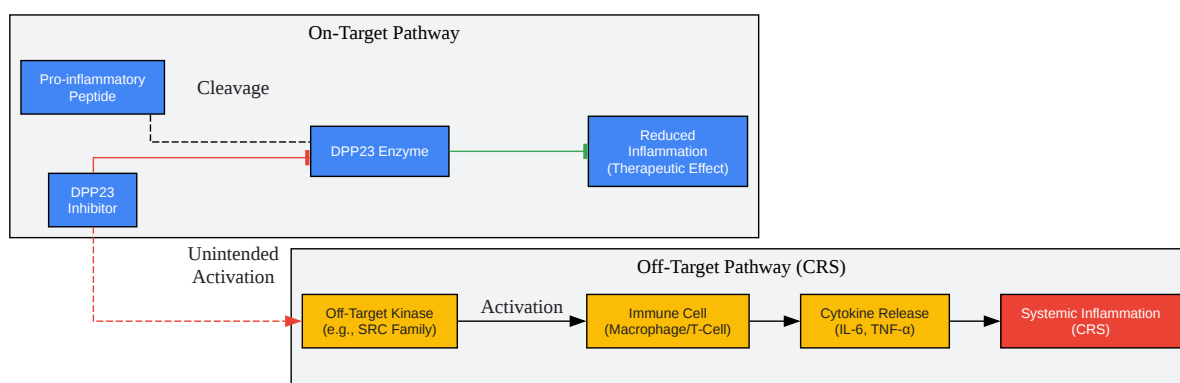 On-Target Pathway
Pro-inflammatory
Peptide
Cleavage
DPP23 Enzyme
Reduced
Inflammation
(Therapeutic Effect)
DPP23
Inhibitor
Unintended
Activation
Off-Target Pathway (CRS)
Off-Target Kinase
(e.g., SRC Family)
Activation
Immune Cell
(Macrophage/T-Cell)
Cytokine Release
(IL-6, TNF-α)
Systemic Inflammation
(CRS)